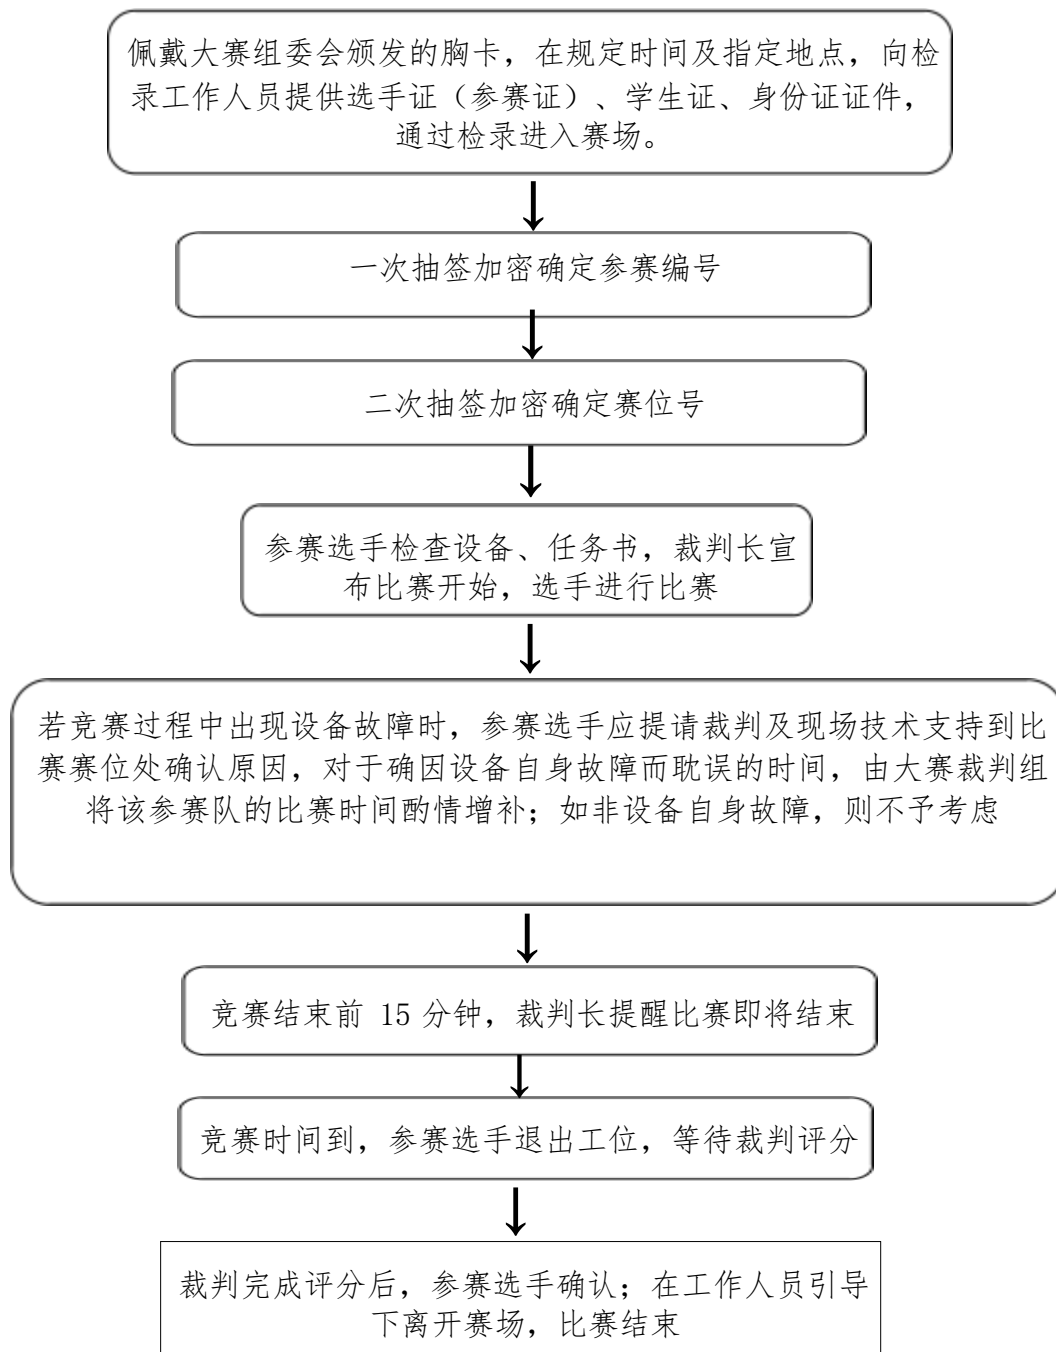 佩戴大赛组委会颁发的胸卡，在规定时间及指定地点，向检
录工作人员提供选手证（参赛证）、学生证、身份证证件，
通过检录进入赛场。
一次抽签加密确定参赛编号
二次抽签加密确定赛位号
参赛选手检查设备、任务书，裁判长宣
布比赛开始，选手进行比赛
若竞赛过程中出现设备故障时，参赛选手应提请裁判及现场技术支持到比
赛赛位处确认原因，对于确因设备自身故障而耽误的时间，由大赛裁判组
将该参赛队的比赛时间酌情增补；如非设备自身故障，则不予考虑
竞赛结束前 15 分钟，裁判长提醒比赛即将结束
竞赛时间到，参赛选手退出工位，等待裁判评分
裁判完成评分后，参赛选手确认；在工作人员引导
下离开赛场，比赛结束